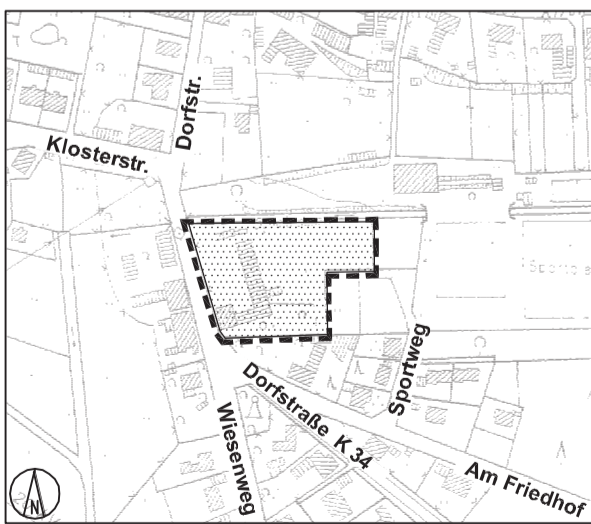 Dorfstr.
Klosterstr.
Sportweg
Dorfstraße K 34
Wiesenweg
Am Friedhof
N